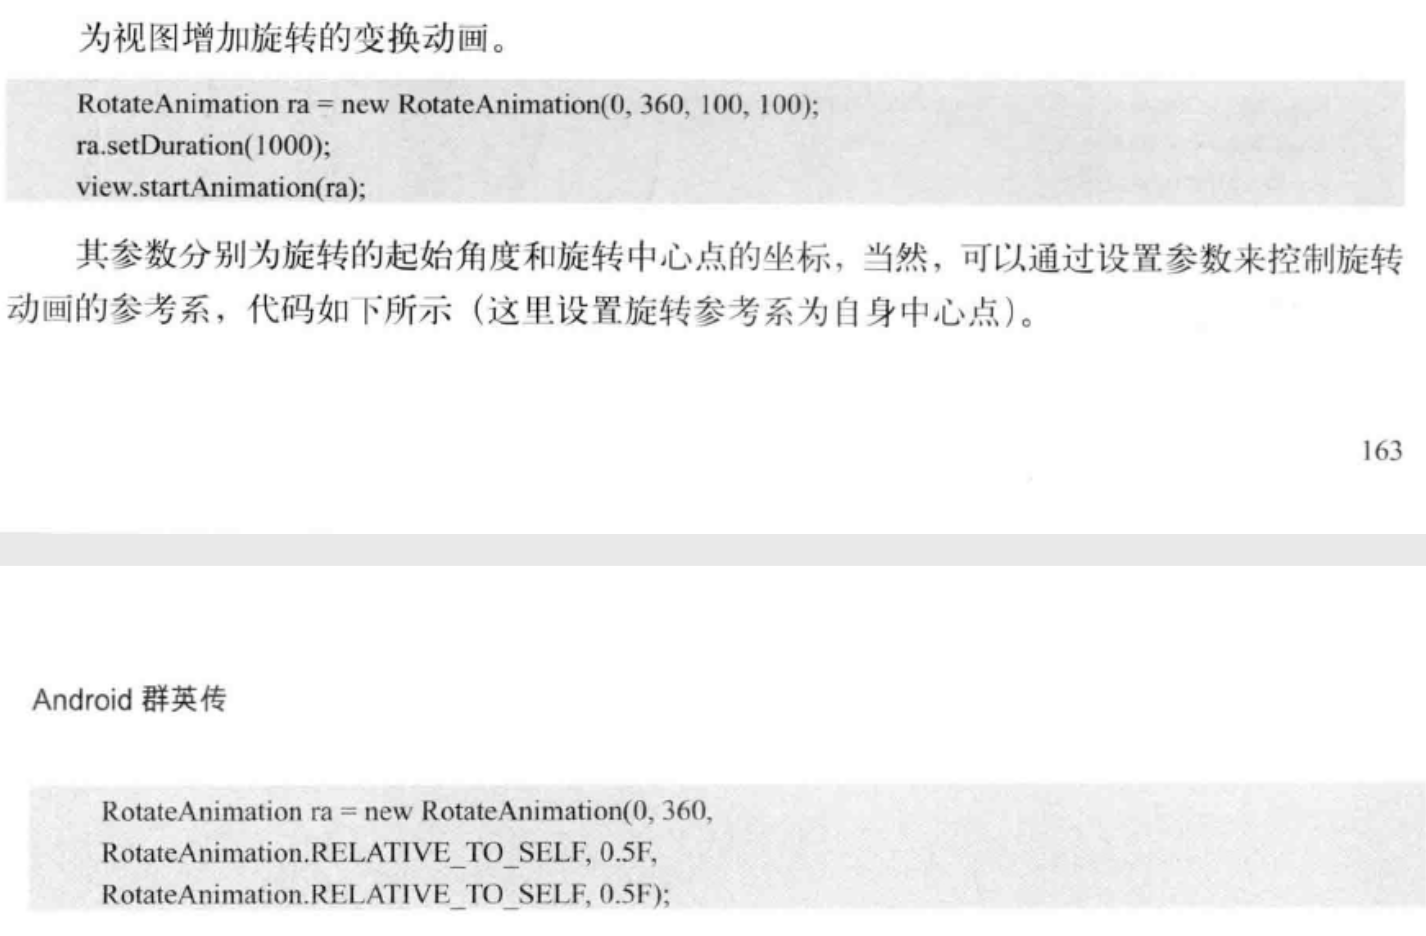 为视图增加旋转的变换动画。
RotateAnimation ra = new RotateAnimation(0, 360, 100, 100);
ra.setDuration(1000);
view.startAnimation(ra);
其参数分别为旋转的起始角度和旋转中心点的坐标，当然，可以通过设置参数来控制旋转
动画的参考系，代码如下所示（这里设置旋转参考系为自身中心点）。
163
Android 群英传
RotateAnimation ra = new RotateAnimation(0, 360,
RotateAnimation.RELATIVE_TO_SELF, 0.5F,
RotateAnimation.RELATIVE_TO_SELF, 0.5F);